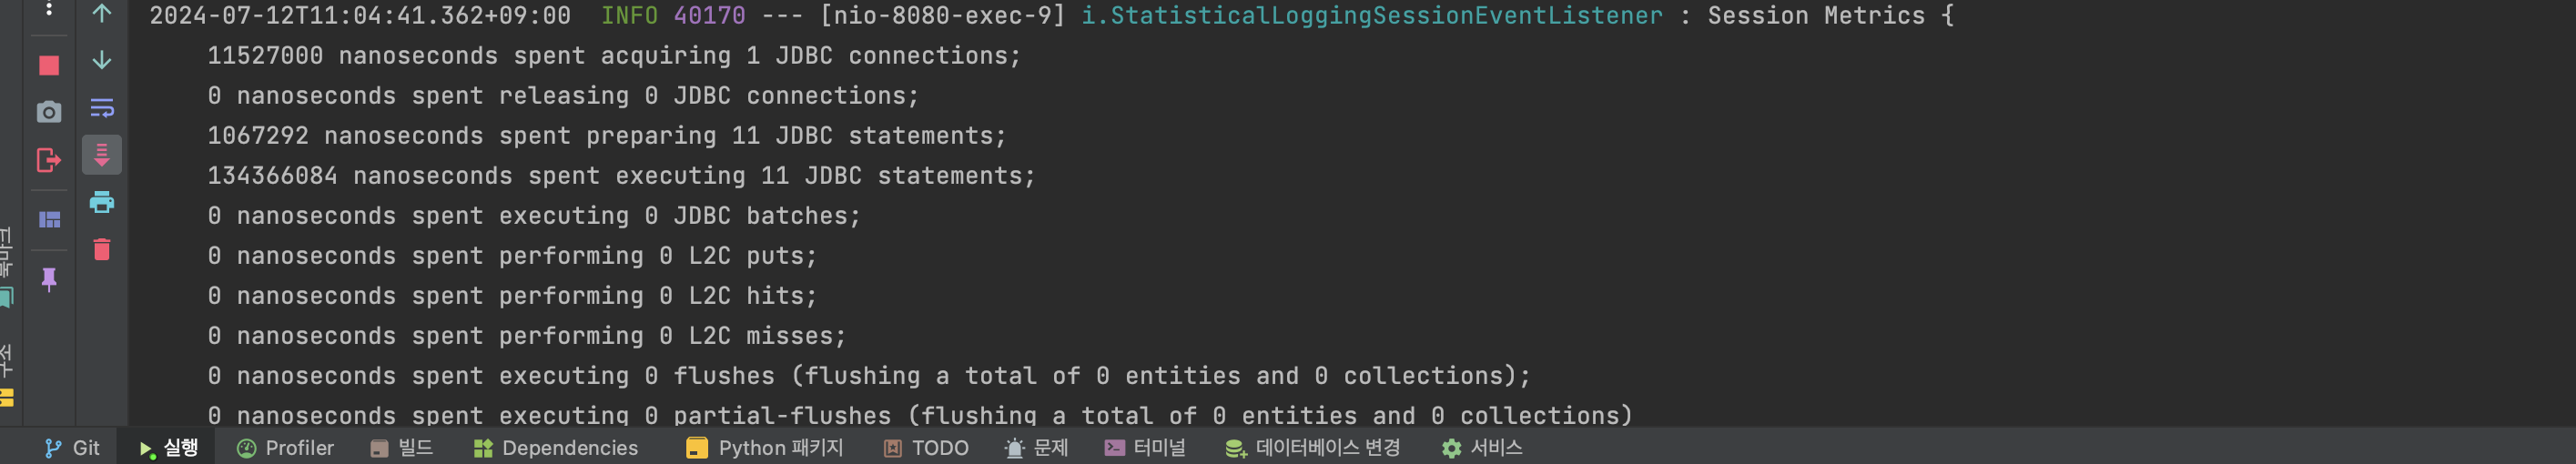 2024-07-12T11:04:41.362+09:00  INFO 40170 --- [nio-8080-exec-9] i.StatisticalLoggingSessionEventListener : Session Metrics {
    11527000 nanoseconds spent acquiring 1 JDBC connections;
    0 nanoseconds spent releasing 0 JDBC connections;
    1067292 nanoseconds spent preparing 11 JDBC statements;
    134366084 nanoseconds spent executing 11 JDBC statements;
    0 nanoseconds spent executing 0 JDBC batches;
    0 nanoseconds spent performing 0 L2C puts;
    0 nanoseconds spent performing 0 L2C hits;
    0 nanoseconds spent performing 0 L2C misses;
    0 nanoseconds spent executing 0 flushes (flushing a total of 0 entities and 0 collections);
    0 nanoseconds spent executing 0 partial-flushes (flushing a total of 0 entities and 0 collections)
북마크
구조
Git 실행 Profiler 빌드 Dependencies Python 패키지 TODO 문제 터미널 데이터베이스 변경 서비스